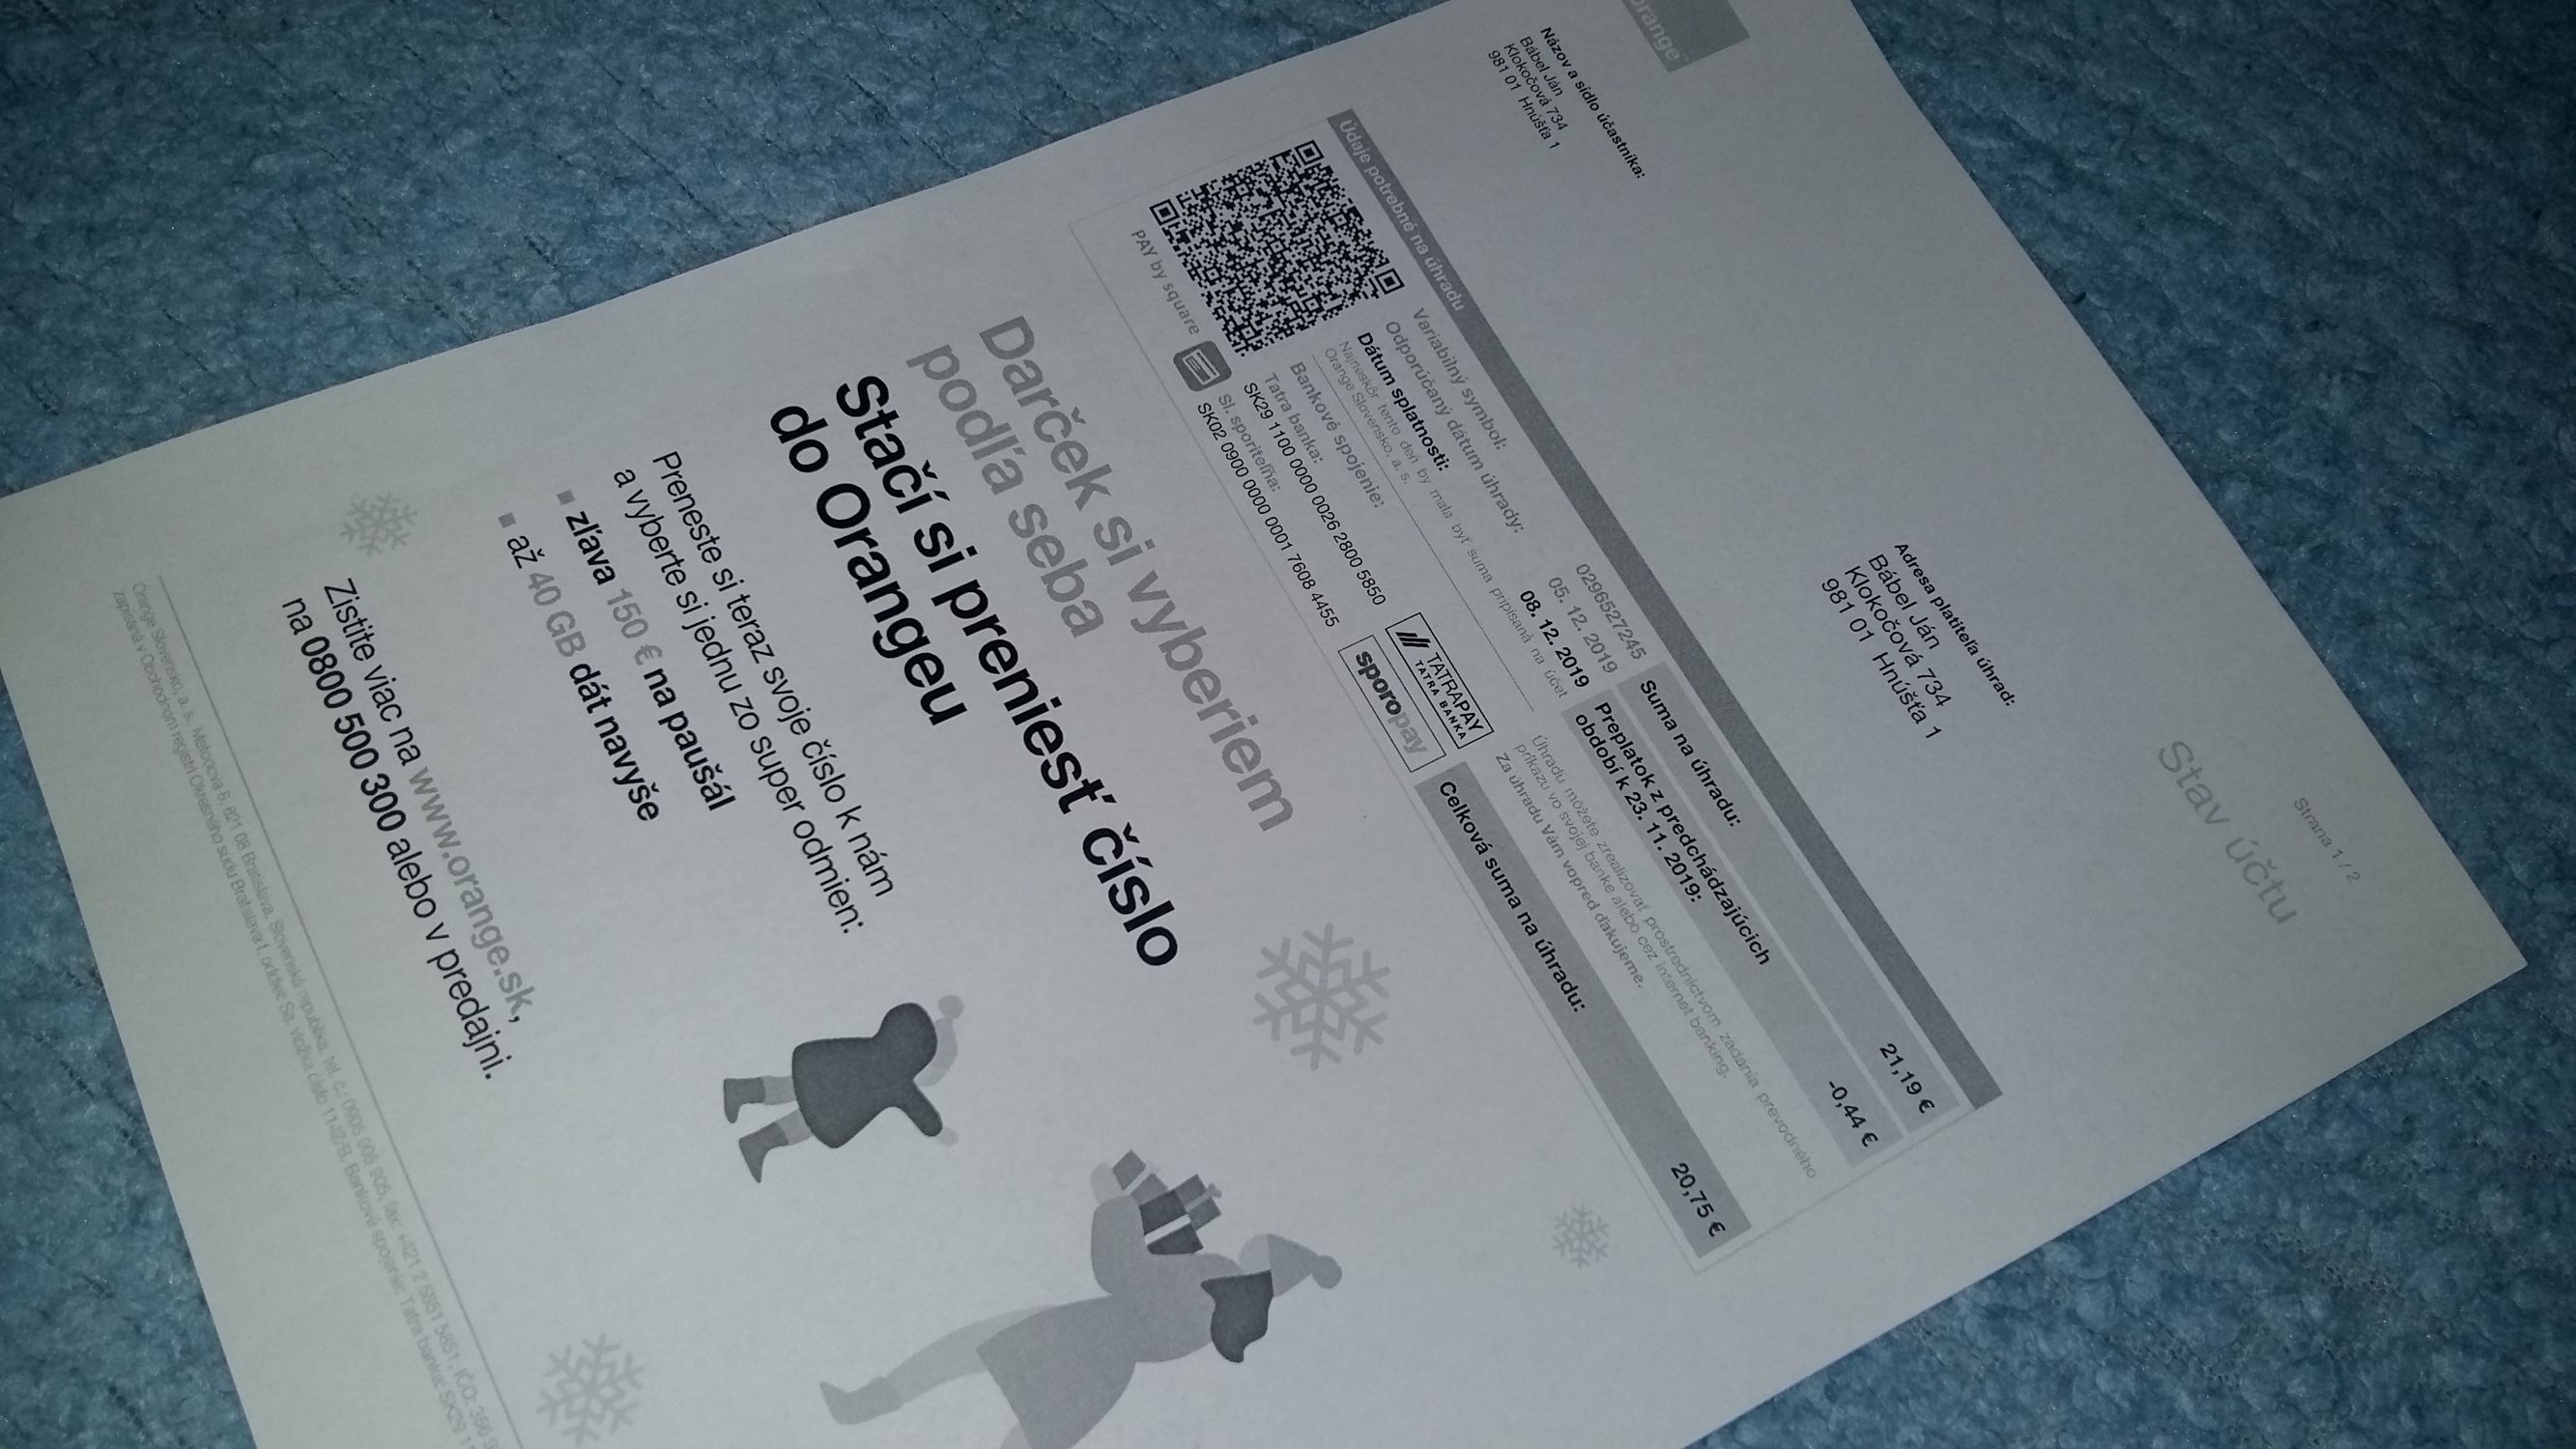 orange
Strana 1 / 2
Stav účtu
Názov a sídlo účastníka:
Bábel Ján
Klokočová 734
981 01 Hnúšťa 1
Adresa platiteľa úhrad:
Bábel Ján
Klokočová 734
981 01 Hnúšťa 1
Údaje potrebné na úhradu
PAY by square
Variabilný symbol: 0296527245
Odporúčaný dátum úhrady: 05. 12. 2019
Dátum splatnosti: 08. 12. 2019
Najneskôr tento deň by mala byť suma pripísaná na účet
Orange Slovensko, a. s.
Bankové spojenie:
Tatra banka:
SK29 1100 0000 0026 2800 5850
Sl. sporiteľňa:
SK02 0900 0000 0001 7608 4455
TATRAPAY
TATRA BANKA
sporopay
Suma na úhradu: 21,19 €
Preplatok z predchádzajúcich
období k 23. 11. 2019: -0,44 €
Úhradu môžete zrealizovať prostredníctvom zadania prevodného
príkazu vo svojej banke alebo cez internet banking.
Za úhradu Vám vopred ďakujeme.
Celková suma na úhradu: 20,75 €
Darček si vyberiem
podľa seba
Stačí si preniesť číslo
do Orangeu
Preneste si teraz svoje číslo k nám
a vyberte si jednu zo super odmien:
▪ zľava 150 € na paušál
▪ až 40 GB dát navyše
Zistite viac na www.orange.sk,
na 0800 500 300 alebo v predajni.
Orange Slovensko, a. s., Metodova 8, 821 08 Bratislava, Slovenská republika, tel. č.: 0905 905 905, fax: +421 2 5851 5851, IČO: 356 9
zapísaná v Obchodnom registri Okresného súdu Bratislava I, oddiel: Sa, vložka číslo 1142/B, Bankové spojenie: Tatra banka: SK29 1